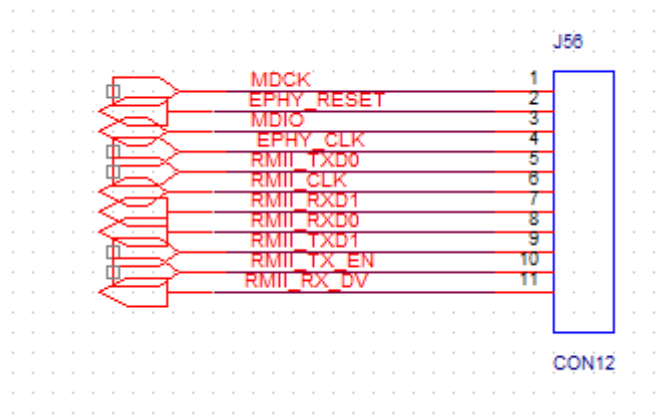 J56
MDCK 1
EPHY_RESET 2
MDIO 3
EPHY_CLK 4
RMII_TXD0 5
RMII_CLK 6
RMII_RXD1 7
RMII_RXD0 8
RMII_TXD1 9
RMII_TX_EN 10
RMII_RX_DV 11
CON12